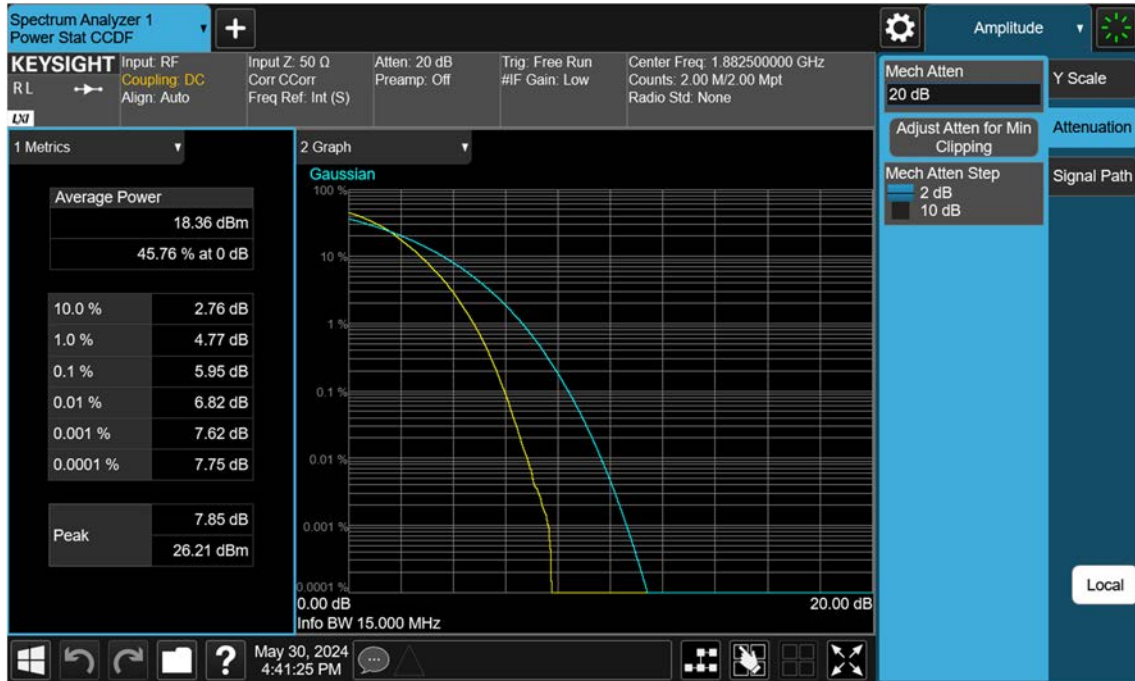 Spectrum Analyzer 1
Power Stat CCDF
+
Amplitude
KEYSIGHT
RL
LXI
Input: RF
Coupling: DC
Align: Auto
Input Z: 50 Ω
Corr CCorr
Freq Ref: Int (S)
Atten: 20 dB
Preamp: Off
Trig: Free Run
#IF Gain: Low
Center Freq: 1.882500000 GHz
Counts: 2.00 M/2.00 Mpt
Radio Std: None
Mech Atten
20 dB
Adjust Atten for Min
Clipping
Mech Atten Step
2 dB
10 dB
Y Scale
Attenuation
Signal Path
1 Metrics
Average Power
18.36 dBm
45.76 % at 0 dB
10.0 % 2.76 dB
1.0 % 4.77 dB
0.1 % 5.95 dB
0.01 % 6.82 dB
0.001 % 7.62 dB
0.0001 % 7.75 dB
Peak
7.85 dB
26.21 dBm
2 Graph
Gaussian
100 %
10 %
1 %
0.1 %
0.01 %
0.001 %
0.0001 %
0.00 dB 20.00 dB
Info BW 15.000 MHz
Local
?
May 30, 2024
4:41:25 PM